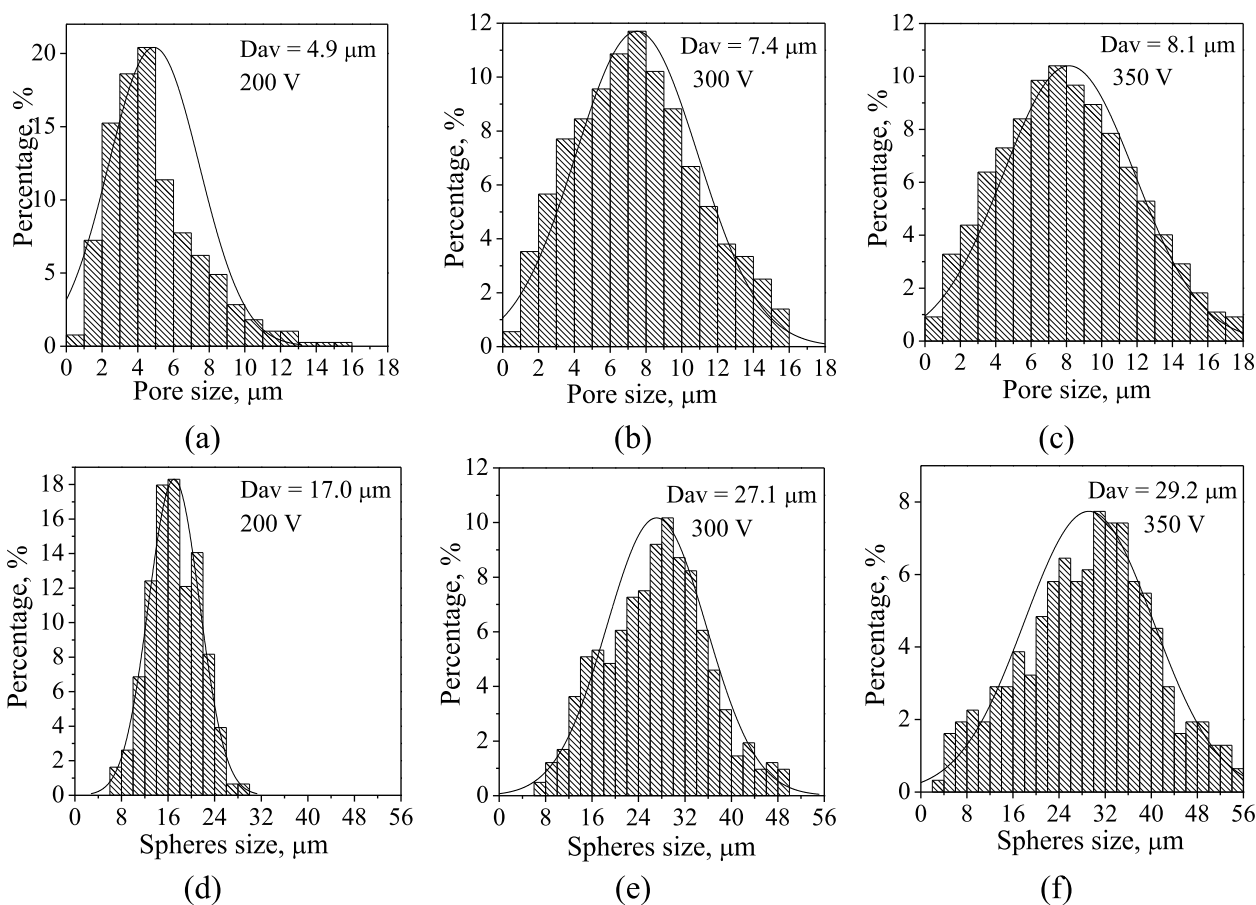 Dav = 4.9 μm
200 V
20
15
10
5
0
Percentage, %
0 2 4 6 8 10 12 14 16 18
Pore size, μm
(a)
Dav = 7.4 μm
300 V
12
10
8
6
4
2
0
Percentage, %
0 2 4 6 8 10 12 14 16 18
Pore size, μm
(b)
Dav = 8.1 μm
350 V
12
10
8
6
4
2
0
Percentage, %
0 2 4 6 8 10 12 14 16 18
Pore size, μm
(c)
Dav = 17.0 μm
200 V
18
16
14
12
10
8
6
4
2
0
Percentage, %
0 8 16 24 32 40 48 56
Spheres size, μm
(d)
Dav = 27.1 μm
300 V
12
10
8
6
4
2
0
Percentage, %
0 8 16 24 32 40 48 56
Spheres size, μm
(e)
Dav = 29.2 μm
350 V
8
6
4
2
0
Percentage, %
0 8 16 24 32 40 48 56
Spheres size, μm
(f)